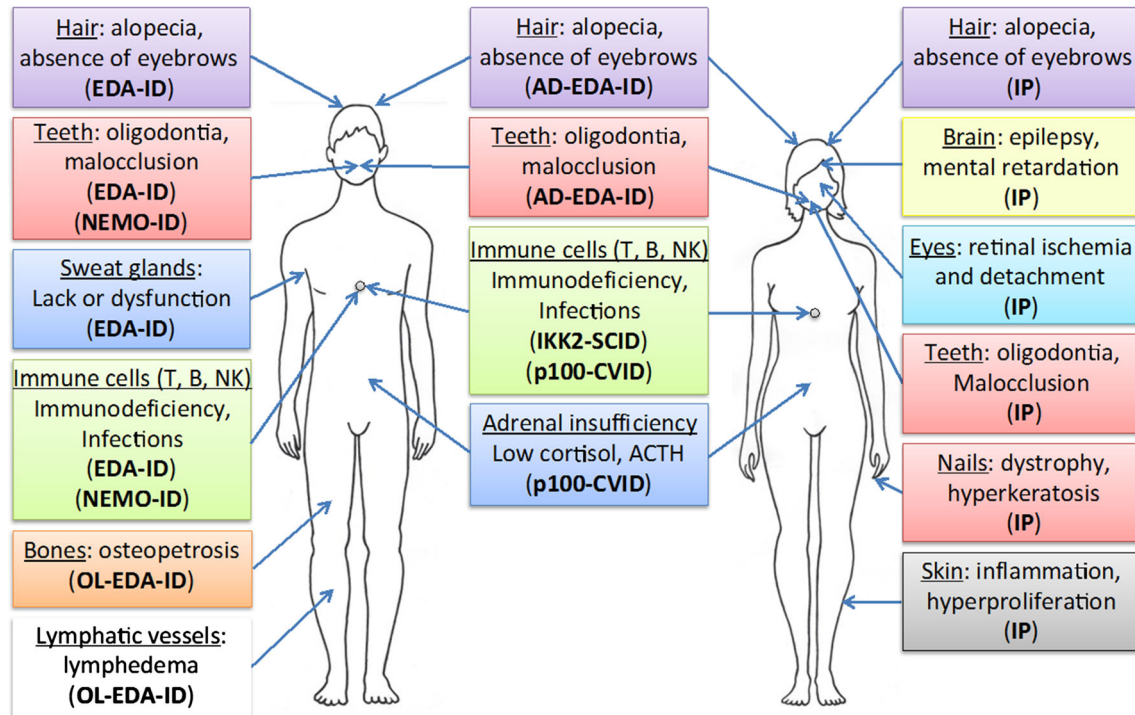 Hair: alopecia,
absence of eyebrows
(EDA-ID)
Teeth: oligodontia,
malocclusion
(EDA-ID)
(NEMO-ID)
Sweat glands:
Lack or dysfunction
(EDA-ID)
Immune cells (T, B, NK)
Immunodeficiency,
Infections
(EDA-ID)
(NEMO-ID)
Bones: osteopetrosis
(OL-EDA-ID)
Lymphatic vessels:
lymphedema
(OL-EDA-ID)
Hair: alopecia,
absence of eyebrows
(AD-EDA-ID)
Teeth: oligodontia,
malocclusion
(AD-EDA-ID)
Immune cells (T, B, NK)
Immunodeficiency,
Infections
(IKK2-SCID)
(p100-CVID)
Adrenal insufficiency
Low cortisol, ACTH
(p100-CVID)
Hair: alopecia,
absence of eyebrows
(IP)
Brain: epilepsy,
mental retardation
(IP)
Eyes: retinal ischemia
and detachment
(IP)
Teeth: oligodontia,
Malocclusion
(IP)
Nails: dystrophy,
hyperkeratosis
(IP)
Skin: inflammation,
hyperproliferation
(IP)